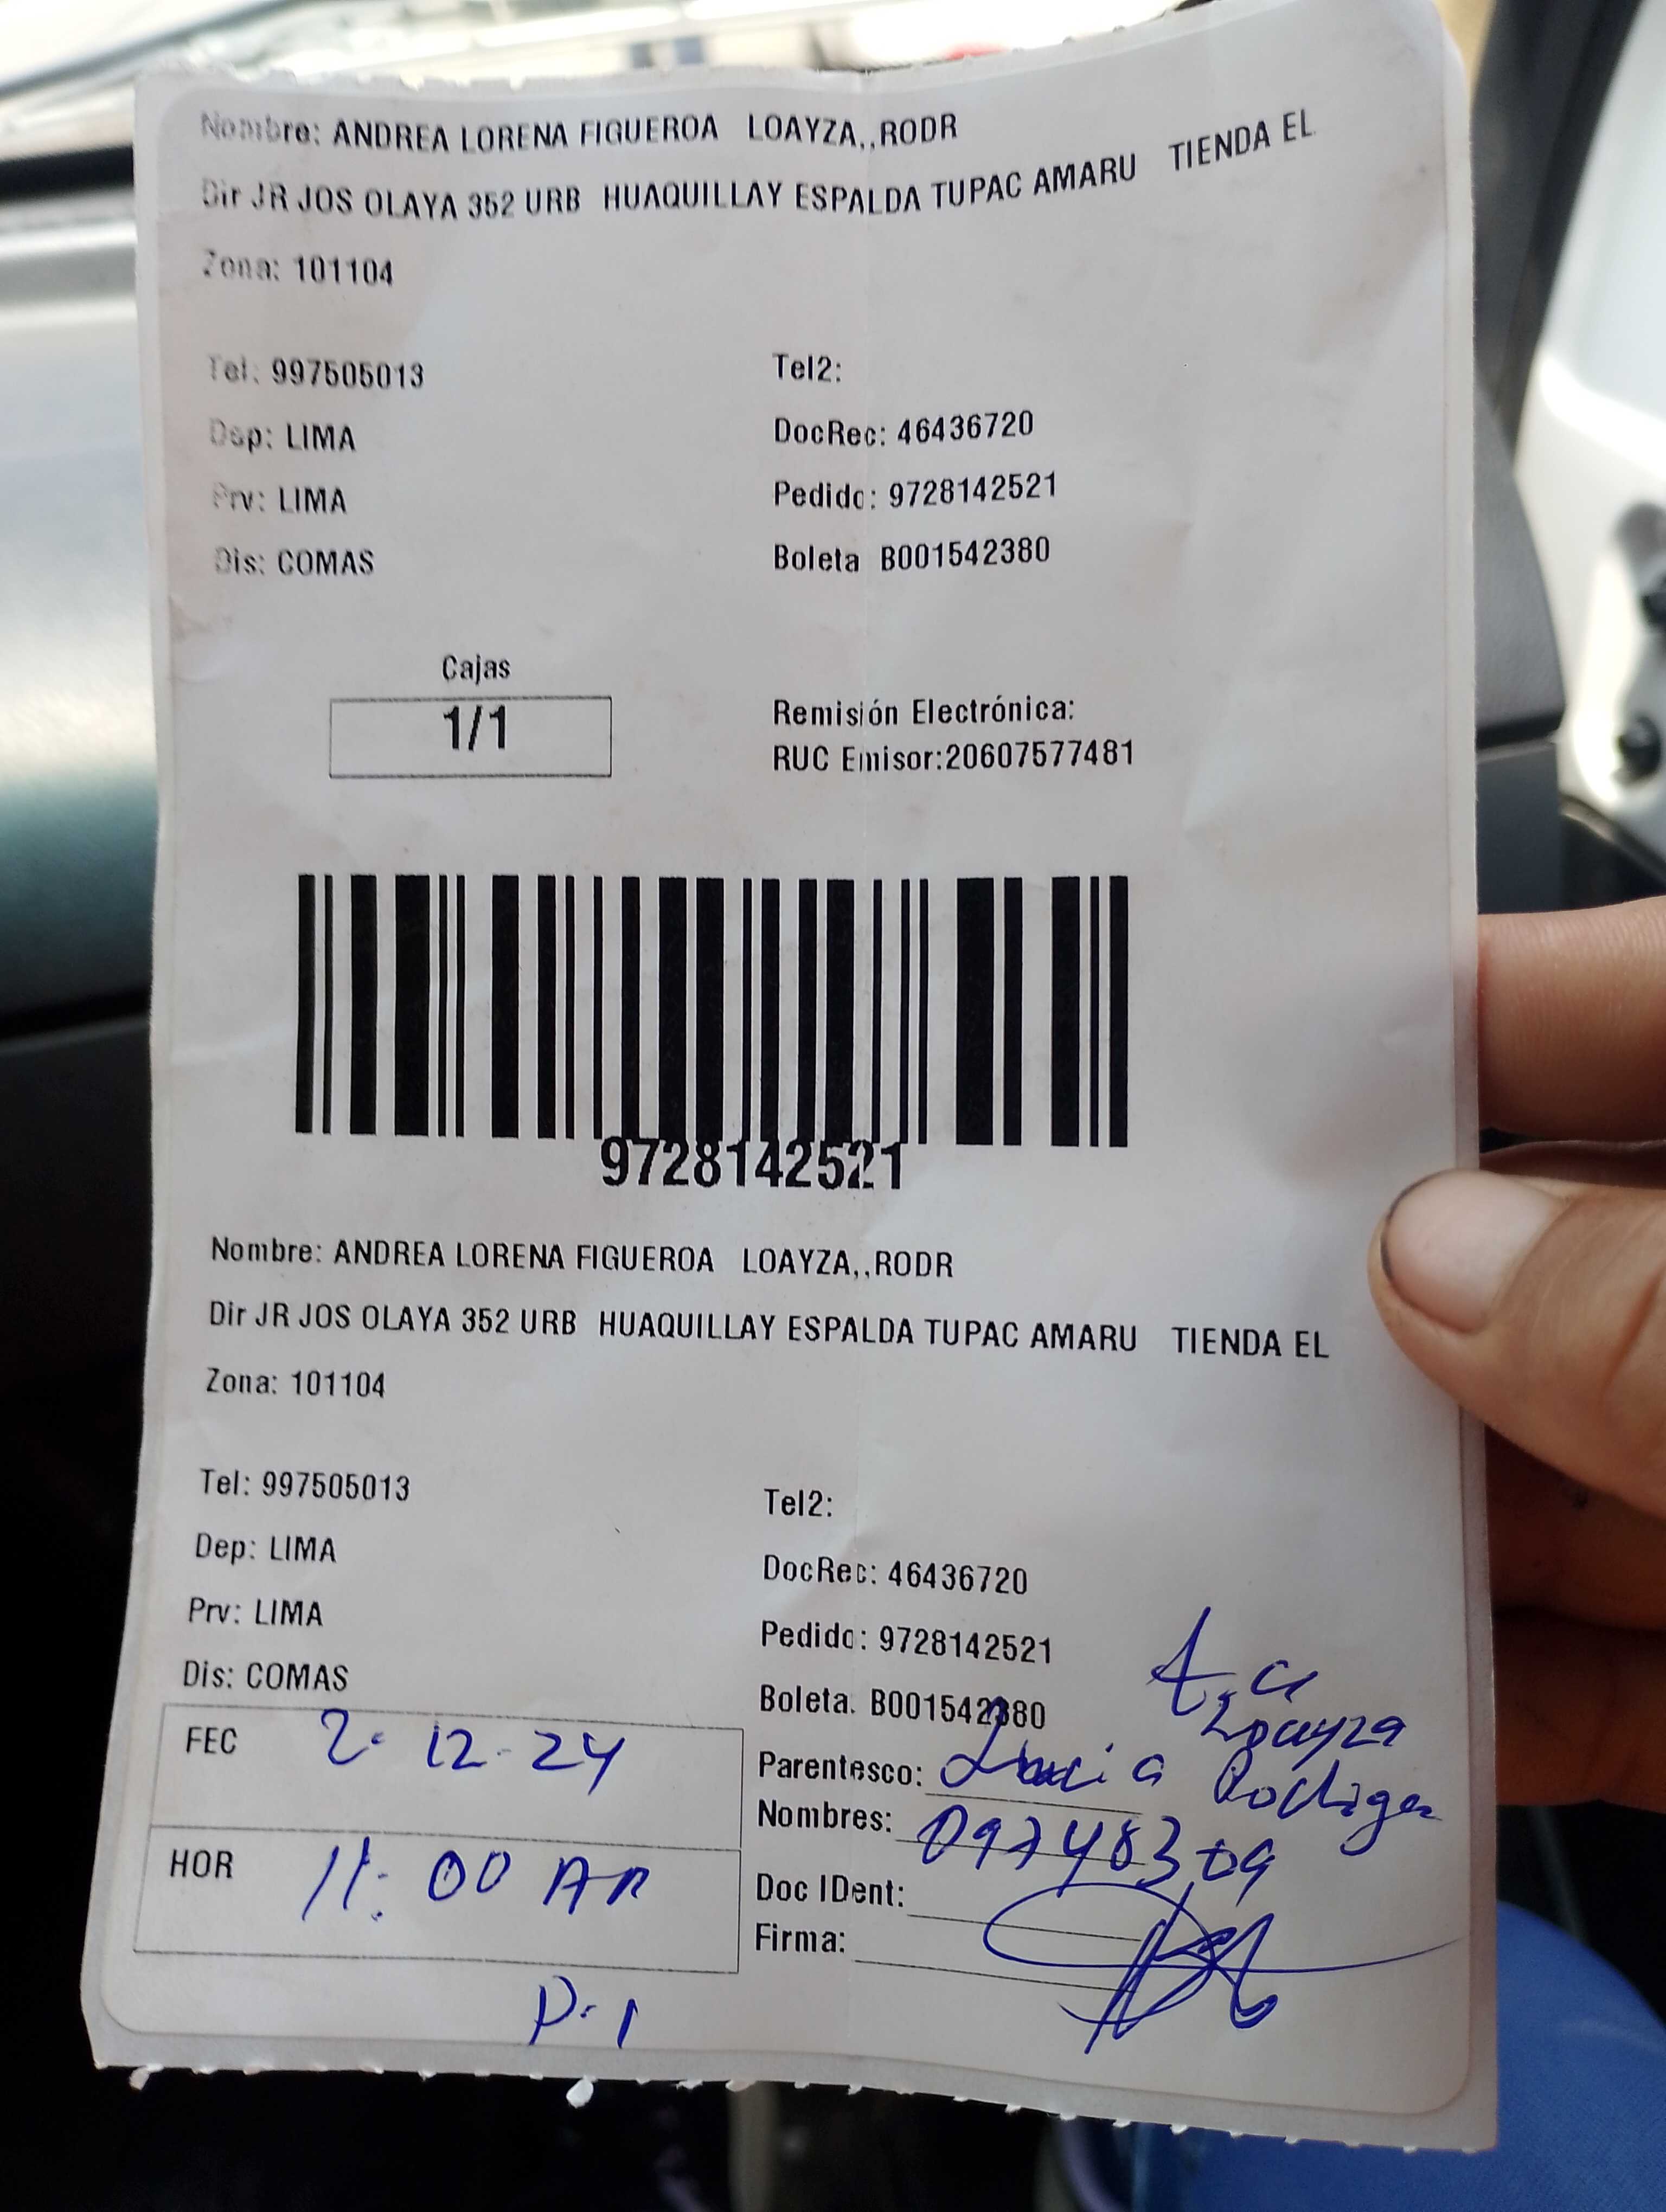 Nombre: ANDREA LORENA FIGUEROA LOAYZA,,RODR
Dir JR JOS OLAYA 352 URB HUAQUILLAY ESPALDA TUPAC AMARU TIENDA EL
Zona: 101104
Tel: 997505013 Tel2:
Dep: LIMA DocRec: 46436720
Prv: LIMA Pedido: 9728142521
Dis: COMAS Boleta B001542380
Cajas
1/1
Remisión Electrónica:
RUC Emisor:20607577481
9728142521
Nombre: ANDREA LORENA FIGUEROA LOAYZA,,RODR
Dir JR JOS OLAYA 352 URB HUAQUILLAY ESPALDA TUPAC AMARU TIENDA EL
Zona: 101104
Tel: 997505013 Tel2:
Dep: LIMA DocRec: 46436720
Prv: LIMA Pedido: 9728142521
Dis: COMAS Boleta. B001542380
Loayza
FEC 2. 12-24
Parentesco:
Nombres:
HOR 11:00 AM
Doc IDent:
Firma:
P-1